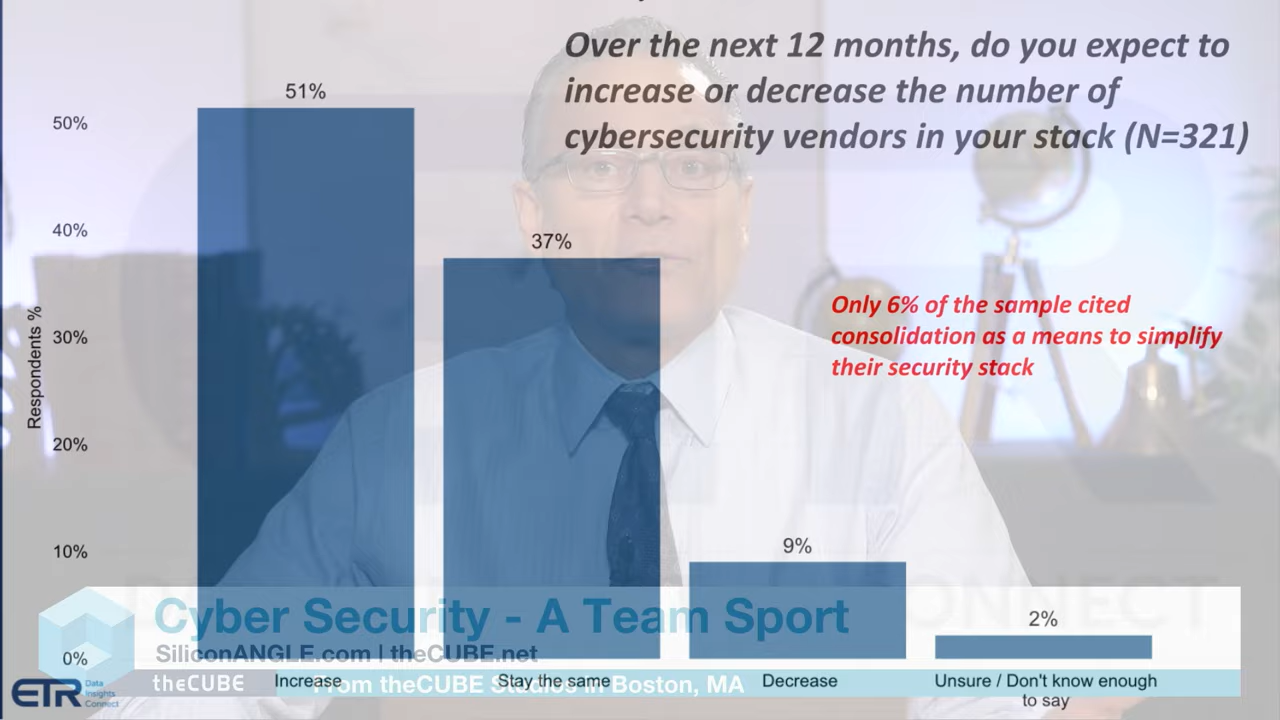 Over the next 12 months, do you expect to
increase or decrease the number of
cybersecurity vendors in your stack (N=321)
51%
50%
40%
37%
Only 6% of the sample cited
consolidation as a means to simplify
their security stack
30%
Respondents %
20%
10%
9%
CONNECT
2%
Cyber Security - A Team Sport
SiliconANGLE.com | theCUBE.net
0%
theCUBE
From theCUBE Studios in Boston, MA
Increase
Stay the same
Decrease
Unsure / Don't know enough
to say
ETR
Data
Insights
Connect